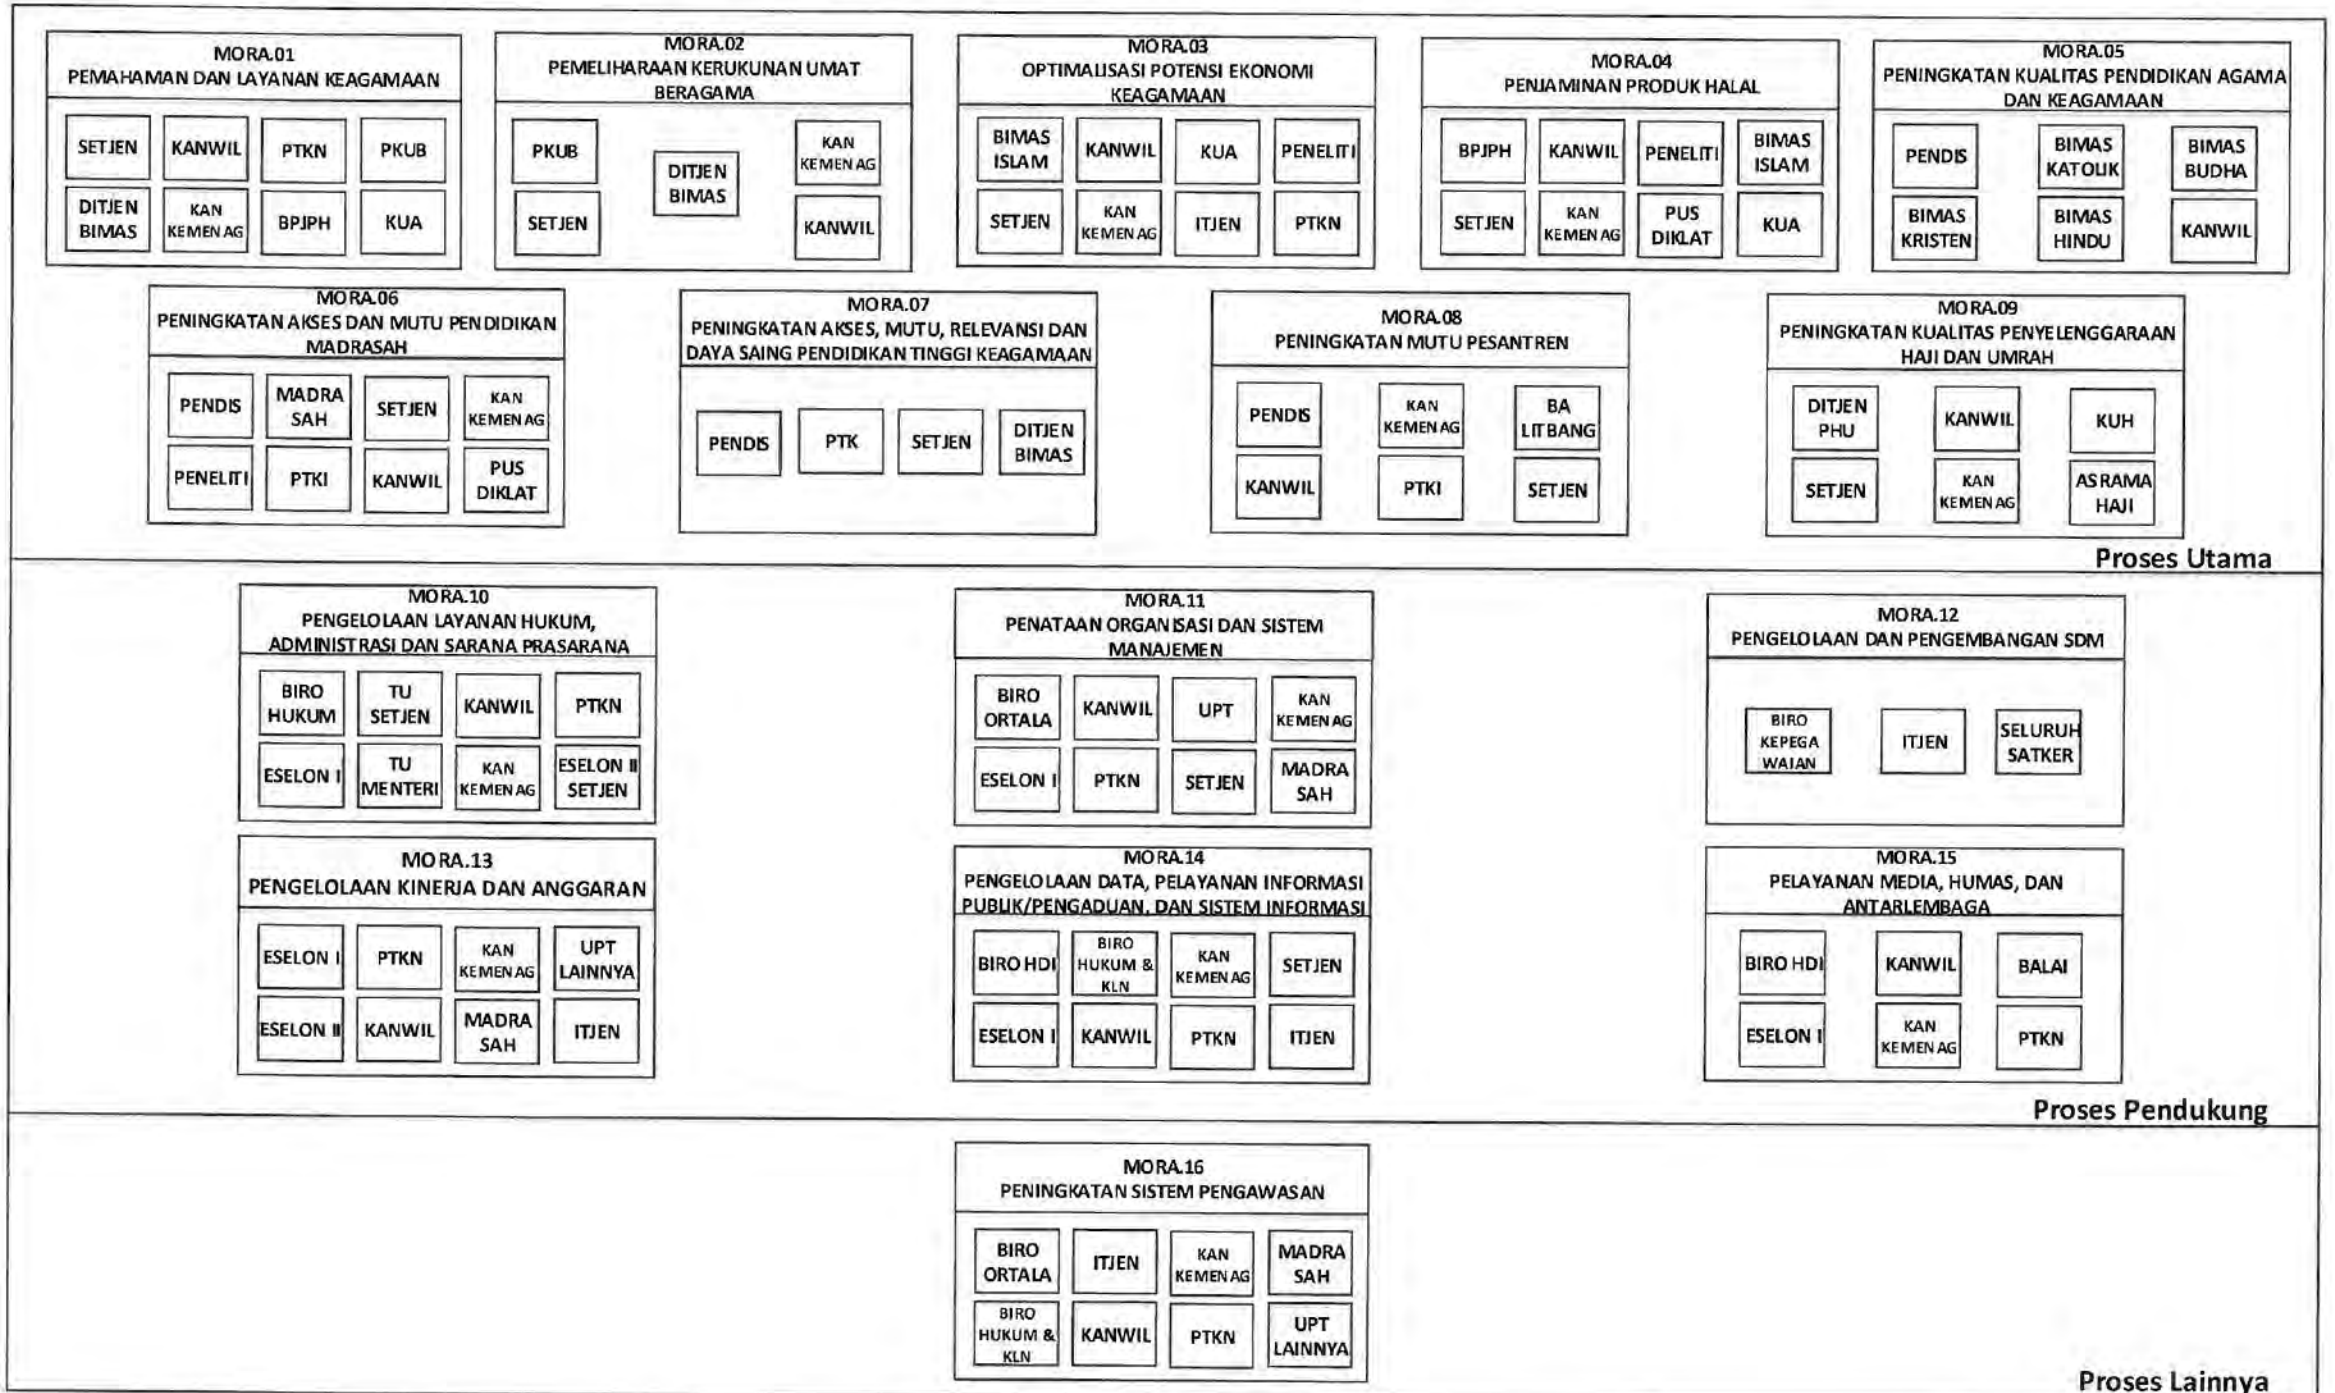 MORA.01
PEMAHAMAN DAN LAYANAN KEAGAMAAN
SETJEN
KANWIL
PTKN
PKUB
DITJEN
BIMAS
KAN
KEMENAG
BPJPH
KUA
MORA.02
PEMELIHARAAN KERUKUNAN UMAT
BERAGAMA
PKUB
DITJEN
BIMAS
KAN
KEMENAG
SETJEN
KANWIL
MORA.03
OPTIMALISASI POTENSI EKONOMI
KEAGAMAAN
BIMAS
ISLAM
KANWIL
KUA
PENELITI
SETJEN
KAN
KEMENAG
ITJEN
PTKN
MORA.04
PENJAMINAN PRODUK HALAL
BPJPH
KANWIL
PENELITI
BIMAS
ISLAM
SETJEN
KAN
KEMENAG
PUS
DIKLAT
KUA
MORA.05
PENINGKATAN KUALITAS PENDIDIKAN AGAMA
DAN KEAGAMAAN
PENDIS
BIMAS
KATOLIK
BIMAS
BUDHA
BIMAS
KRISTEN
BIMAS
HINDU
KANWIL
MORA.06
PENINGKATAN AKSES DAN MUTU PENDIDIKAN
MADRASAH
PENDIS
MADRA
SAH
SETJEN
KAN
KEMENAG
PENELITI
PTKI
KANWIL
PUS
DIKLAT
MORA.07
PENINGKATAN AKSES, MUTU, RELEVANSI DAN
DAYA SAING PENDIDIKAN TINGGI KEAGAMAAN
PENDIS
PTK
SETJEN
DITJEN
BIMAS
MORA.08
PENINGKATAN MUTU PESANTREN
PENDIS
KAN
KEMENAG
BA
LITBANG
KANWIL
PTKI
SETJEN
MORA.09
PENINGKATAN KUALITAS PENYELENGGARAAN
HAJI DAN UMRAH
DITJEN
PHU
KANWIL
KUH
SETJEN
KAN
KEMENAG
ASRAMA
HAJI
Proses Utama
MORA.10
PENGELOLAAN LAYANAN HUKUM,
ADMINISTRASI DAN SARANA PRASARANA
BIRO
HUKUM
TU
SETJEN
KANWIL
PTKN
ESELON I
TU
MENTERI
KAN
KEMENAG
ESELON II
SETJEN
MORA.11
PENATAAN ORGANISASI DAN SISTEM
MANAJEMEN
BIRO
ORTALA
KANWIL
UPT
KAN
KEMENAG
ESELON I
PTKN
SETJEN
MADRA
SAH
MORA.12
PENGELOLAAN DAN PENGEMBANGAN SDM
BIRO
KEPEGA
WAIAN
ITJEN
SELURUH
SATKER
MORA.13
PENGELOLAAN KINERJA DAN ANGGARAN
ESELON I
PTKN
KAN
KEMENAG
UPT
LAINNYA
ESELON II
KANWIL
MADRA
SAH
ITJEN
MORA.14
PENGELOLAAN DATA, PELAYANAN INFORMASI
PUBLIK/PENGADUAN, DAN SISTEM INFORMASI
BIRO HDI
BIRO
HUKUM &
KLN
KAN
KEMENAG
SETJEN
ESELON I
KANWIL
PTKN
ITJEN
MORA.15
PELAYANAN MEDIA, HUMAS, DAN
ANTARLEMBAGA
BIRO HDI
KANWIL
BALAI
ESELON I
KAN
KEMENAG
PTKN
Proses Pendukung
MORA.16
PENINGKATAN SISTEM PENGAWASAN
BIRO
ORTALA
ITJEN
KAN
KEMENAG
MADRA
SAH
BIRO
HUKUM &
KLN
KANWIL
PTKN
UPT
LAINNYA
Proses Lainnya